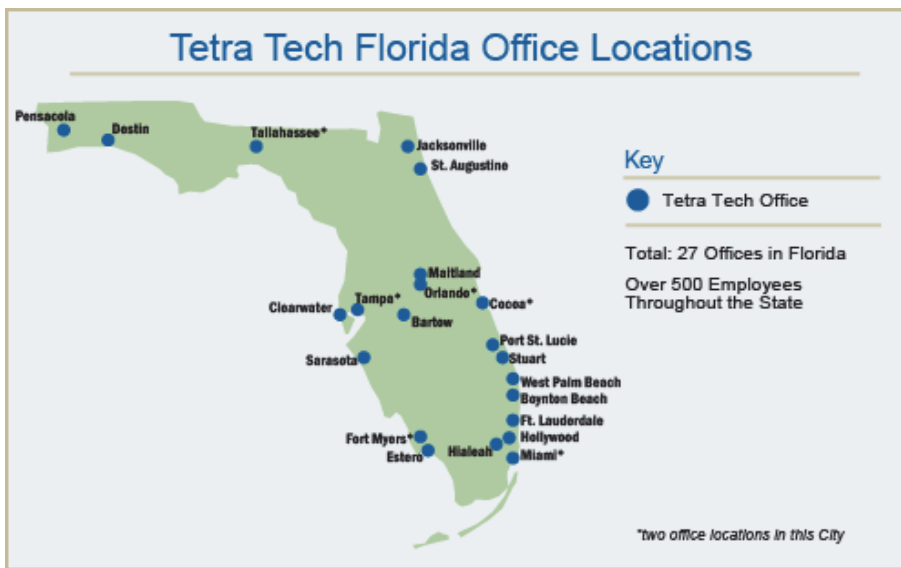 Tetra Tech Florida Office Locations
Pensacola
Destin
Tallahassee*
Jacksonville
St. Augustine
Key
Tetra Tech Office
Total: 27 Offices in Florida
Over 500 Employees
Throughout the State
Maitland
Orlando*
Cocoa*
Tampa*
Clearwater
Bartow
Port St. Lucie
Stuart
Sarasota
West Palm Beach
Boynton Beach
Ft. Lauderdale
Fort Myers*
Hollywood
Hialeah
Estero
Miami*
*two office locations in this City